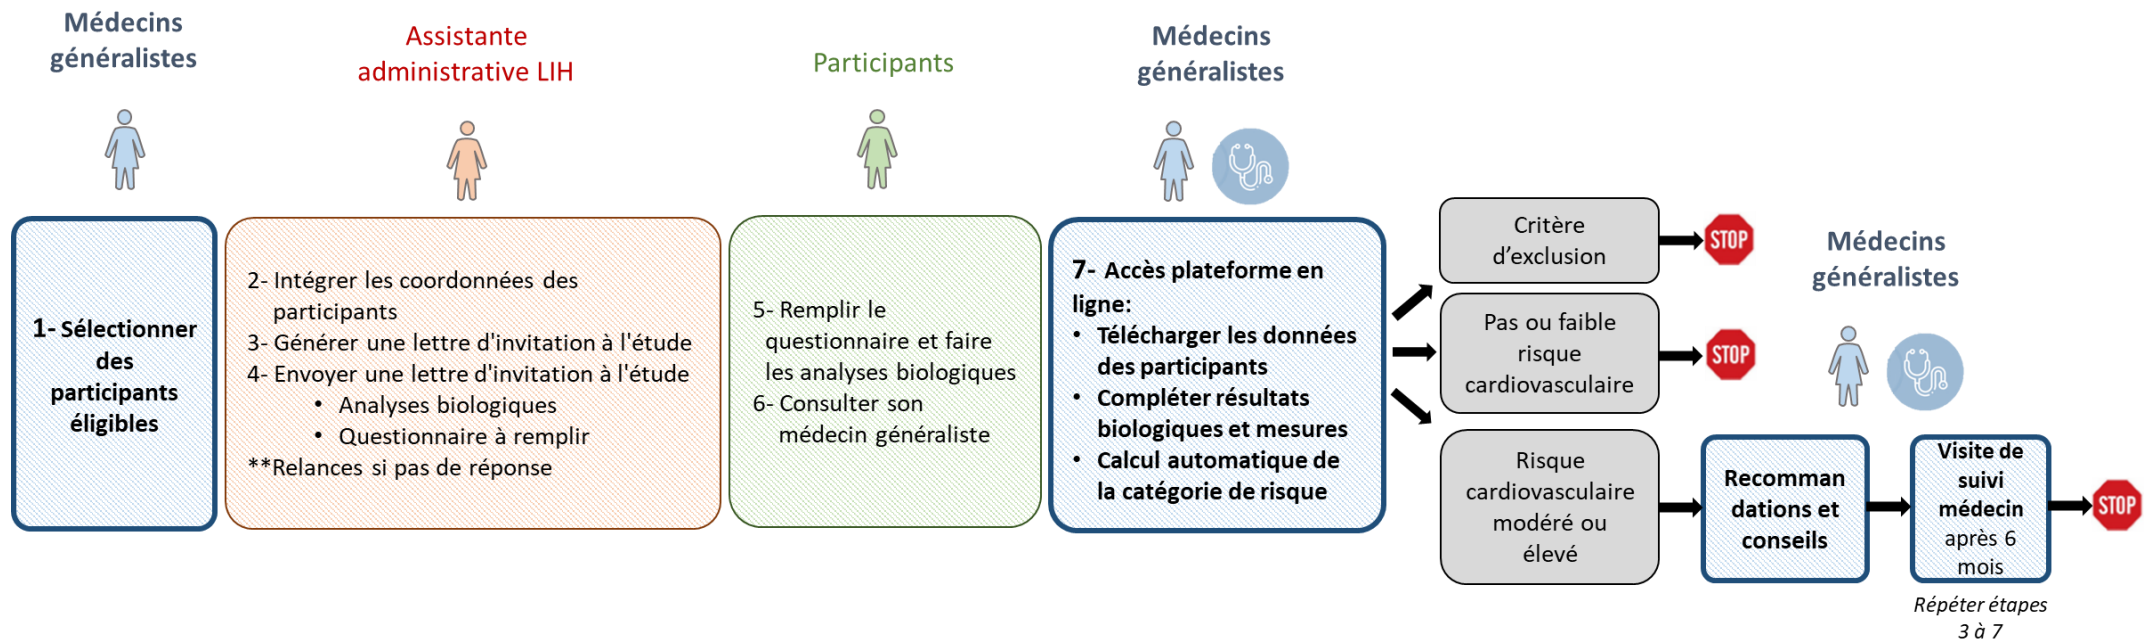 Médecins
généralistes
Assistante
administrative LIH
Participants
Médecins
généralistes
1- Sélectionner
des
participants
éligibles
2- Intégrer les coordonnées des
participants
3- Générer une lettre d'invitation à l'étude
4- Envoyer une lettre d'invitation à l'étude
• Analyses biologiques
• Questionnaire à remplir
**Relances si pas de réponse
5- Remplir le
questionnaire et faire
les analyses biologiques
6- Consulter son
médecin généraliste
7- Accès plateforme en
ligne:
• Télécharger les données
des participants
• Compléter résultats
biologiques et mesures
• Calcul automatique de
la catégorie de risque
Critère
d’exclusion
STOP
Pas ou faible
risque
cardiovasculaire
STOP
Risque
cardiovasculaire
modéré ou
élevé
Médecins
généralistes
Recomman
dations et
conseils
Visite de
suivi
médecin
après 6
mois
STOP
Répéter étapes
3 à 7